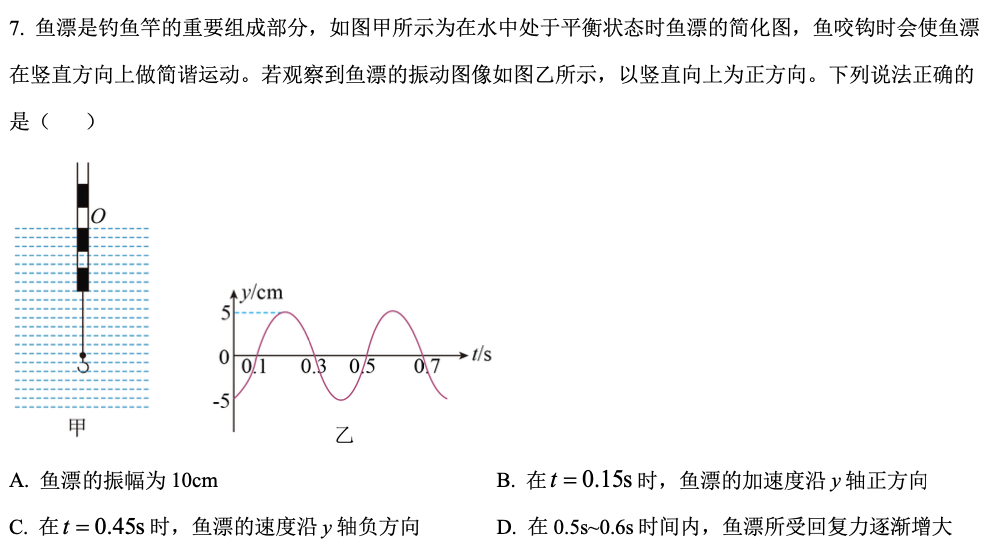 7. 鱼漂是钓鱼竿的重要组成部分，如图甲所示为在水中处于平衡状态时鱼漂的简化图，鱼咬钩时会使鱼漂
在竖直方向上做简谐运动。若观察到鱼漂的振动图像如图乙所示，以竖直向上为正方向。下列说法正确的
是（　　）
O
甲
y/cm
5
0
0.1 0.3 0.5 0.7
t/s
-5
乙
A. 鱼漂的振幅为 10cm
B. 在 t = 0.15s 时，鱼漂的加速度沿 y 轴正方向
C. 在 t = 0.45s 时，鱼漂的速度沿 y 轴负方向
D. 在 0.5s~0.6s 时间内，鱼漂所受回复力逐渐增大